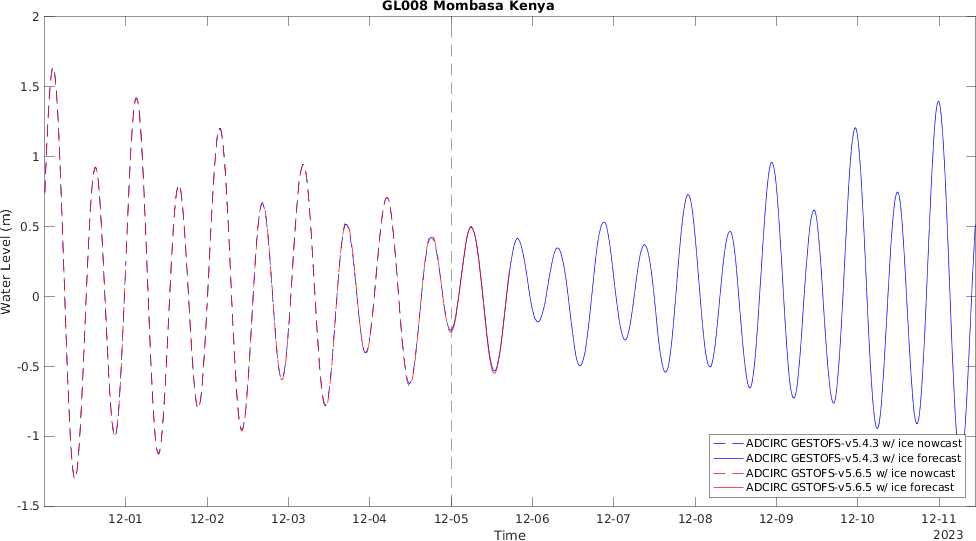 GL008 Mombasa Kenya
2
1.5
1
0.5
0
-0.5
-1
-1.5
Water Level (m)
12-01 12-02 12-03 12-04 12-05 12-06 12-07 12-08 12-09 12-10 12-11
Time
2023
ADCIRC GESTOFS-v5.4.3 w/ ice nowcast
ADCIRC GESTOFS-v5.4.3 w/ ice forecast
ADCIRC GSTOFS-v5.6.5 w/ ice nowcast
ADCIRC GSTOFS-v5.6.5 w/ ice forecast